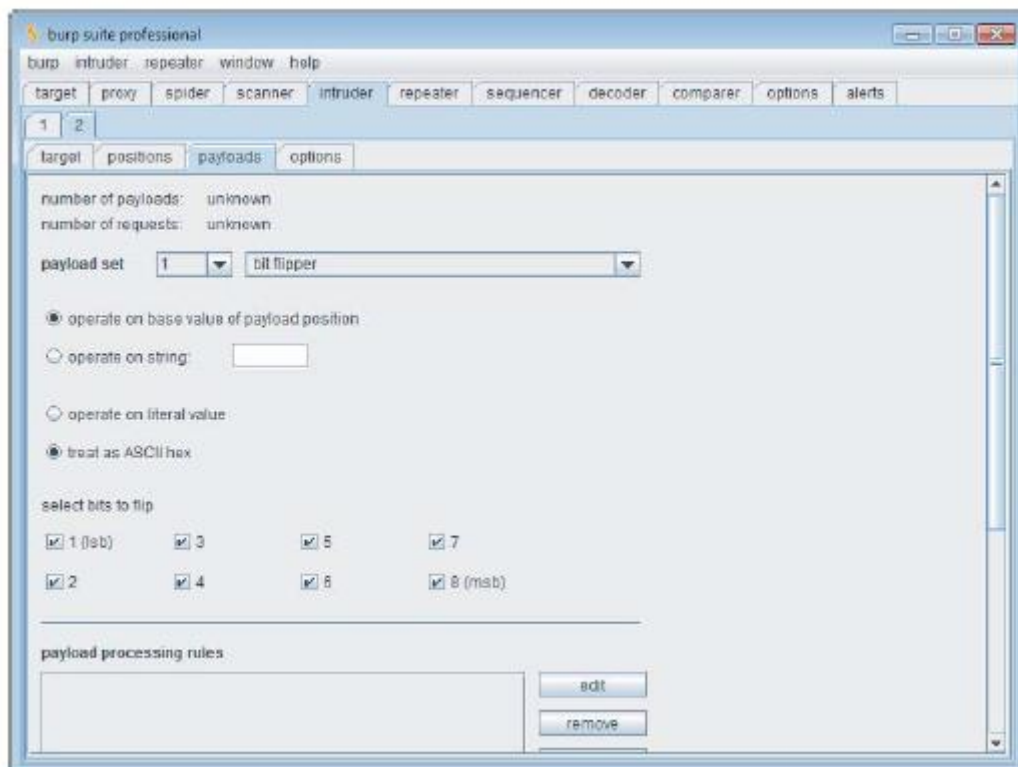 burp suite professional
burp intruder repeater window help
target proxy spider scanner intruder repeater sequencer decoder comparer options alerts
1 2
target positions payloads options
number of payloads: unknown
number of requests: unknown
payload set 1 bit flipper
operate on base value of payload position
operate on string:
operate on literal value
treat as ASCII hex
select bits to flip
1 (lsb) 3 5 7
2 4 6 8 (msb)
payload processing rules
edit
remove